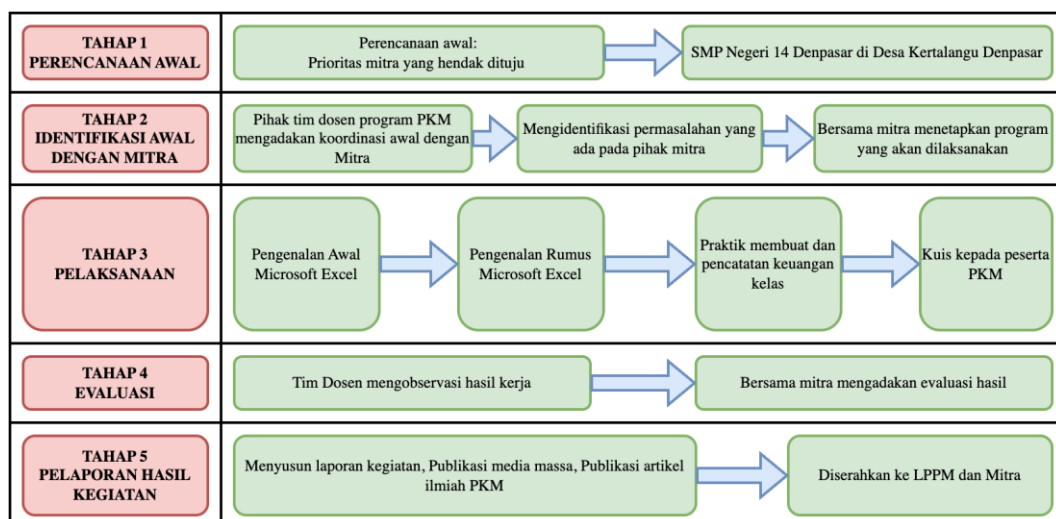 TAHAP 1
PERENCANAAN AWAL
Perencanaan awal:
Prioritas mitra yang hendak dituju
SMP Negeri 14 Denpasar di Desa Kertalangu Denpasar
TAHAP 2
IDENTIFIKASI AWAL
DENGAN MITRA
Pihak tim dosen program PKM
mengadakan koordinasi awal dengan
Mitra
Mengidentifikasi permasalahan yang
ada pada pihak mitra
Bersama mitra menetapkan program
yang akan dilaksanakan
TAHAP 3
PELAKSANAAN
Pengenalan Awal
Microsoft Excel
Pengenalan Rumus
Microsoft Excel
Praktik membuat dan
pencatatan keuangan
kelas
Kuis kepada peserta
PKM
TAHAP 4
EVALUASI
Tim Dosen mengobservasi hasil kerja
Bersama mitra mengadakan evaluasi hasil
TAHAP 5
PELAPORAN HASIL
KEGIATAN
Menyusun laporan kegiatan, Publikasi media massa, Publikasi artikel
ilmiah PKM
Diserahkan ke LPPM dan Mitra